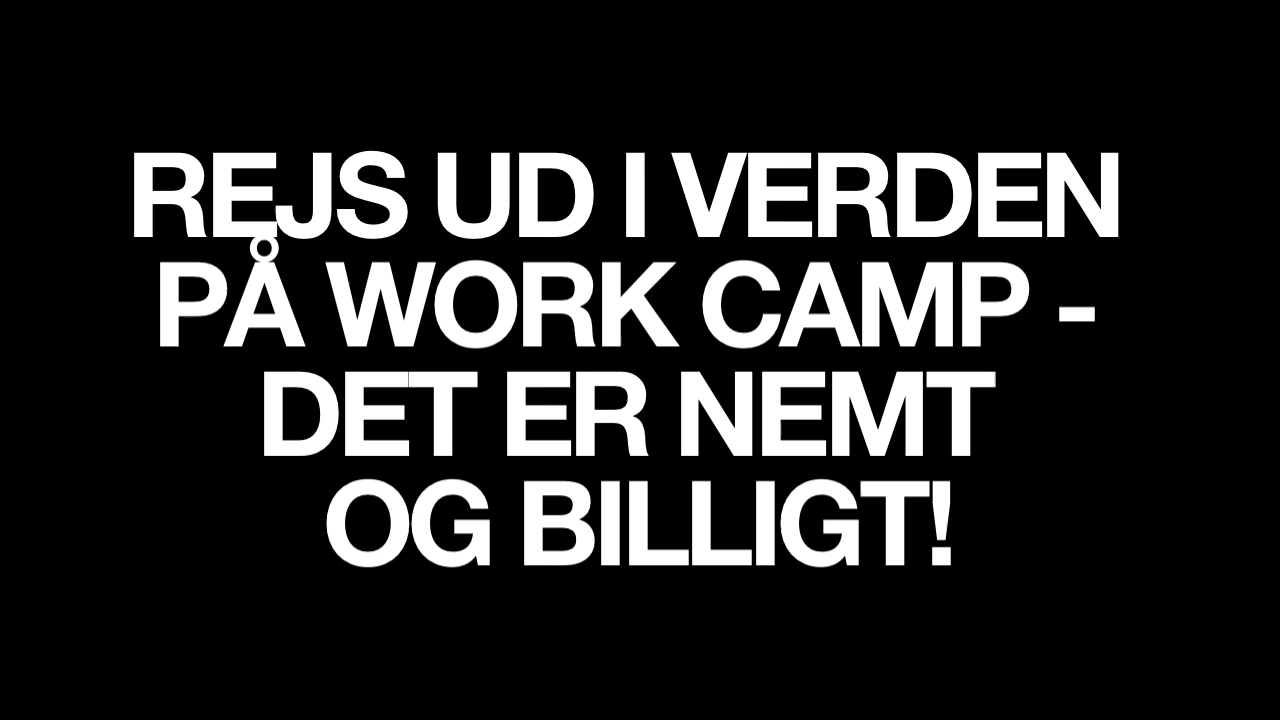 REJS UD I VERDEN
PÅ WORK CAMP -
DET ER NEMT
OG BILLIGT!